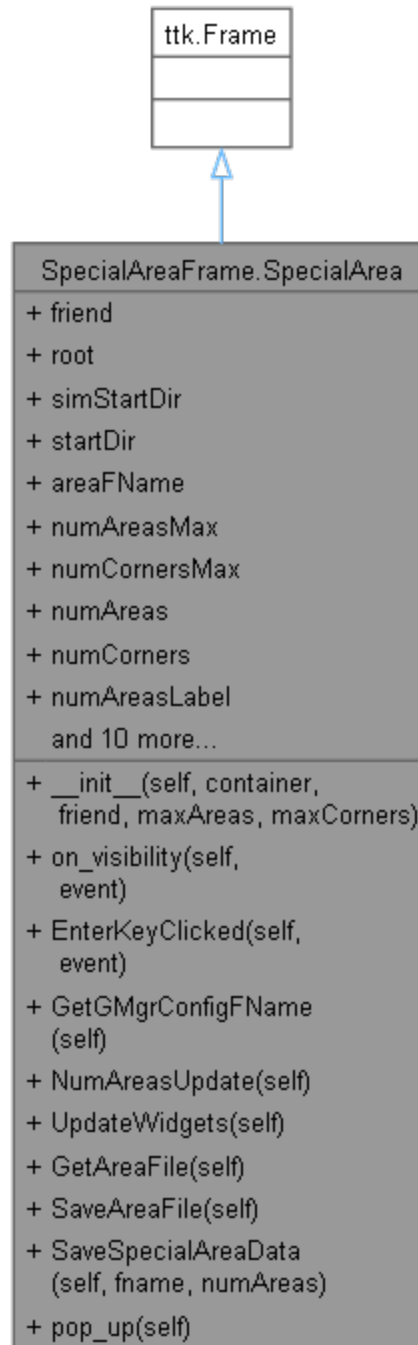 ttk.Frame
SpecialAreaFrame.SpecialArea
+ friend
+ root
+ simStartDir
+ startDir
+ areaFName
+ numAreasMax
+ numCornersMax
+ numAreas
+ numCorners
+ numAreasLabel
and 10 more...
+ __init__(self, container,
friend, maxAreas, maxCorners)
+ on_visibility(self,
event)
+ EnterKeyClicked(self,
event)
+ GetGMgrConfigFName
(self)
+ NumAreasUpdate(self)
+ UpdateWidgets(self)
+ GetAreaFile(self)
+ SaveAreaFile(self)
+ SaveSpecialAreaData
(self, fname, numAreas)
+ pop_up(self)